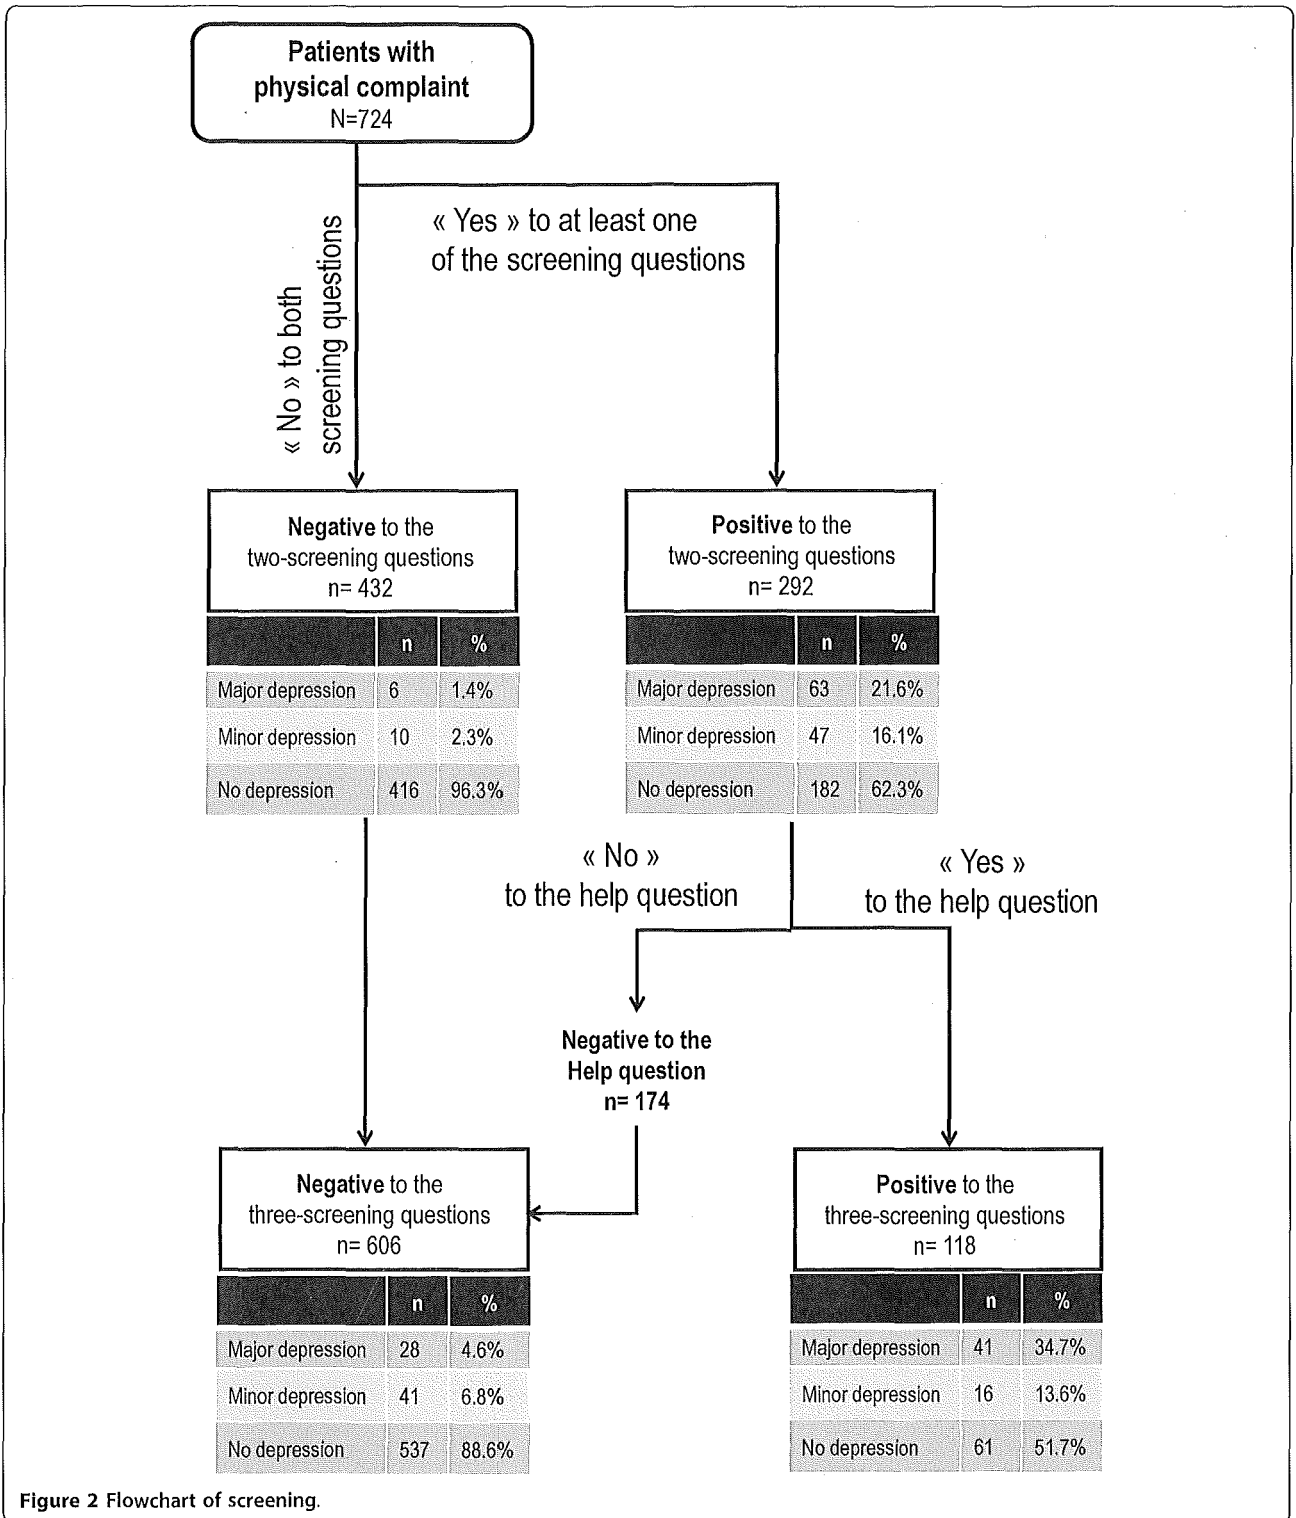 Patients with
physical complaint
N=724
« Yes » to at least one
of the screening questions
« No » to both
screening questions
Negative to the
two-screening questions
n= 432
n %
Major depression 6 1.4%
Minor depression 10 2.3%
No depression 416 96.3%
Positive to the
two-screening questions
n= 292
n %
Major depression 63 21.6%
Minor depression 47 16.1%
No depression 182 62.3%
« No »
to the help question
« Yes »
to the help question
Negative to the
Help question
n= 174
Negative to the
three-screening questions
n= 606
n %
Major depression 28 4.6%
Minor depression 41 6.8%
No depression 537 88.6%
Positive to the
three-screening questions
n= 118
n %
Major depression 41 34.7%
Minor depression 16 13.6%
No depression 61 51.7%
Figure 2 Flowchart of screening.